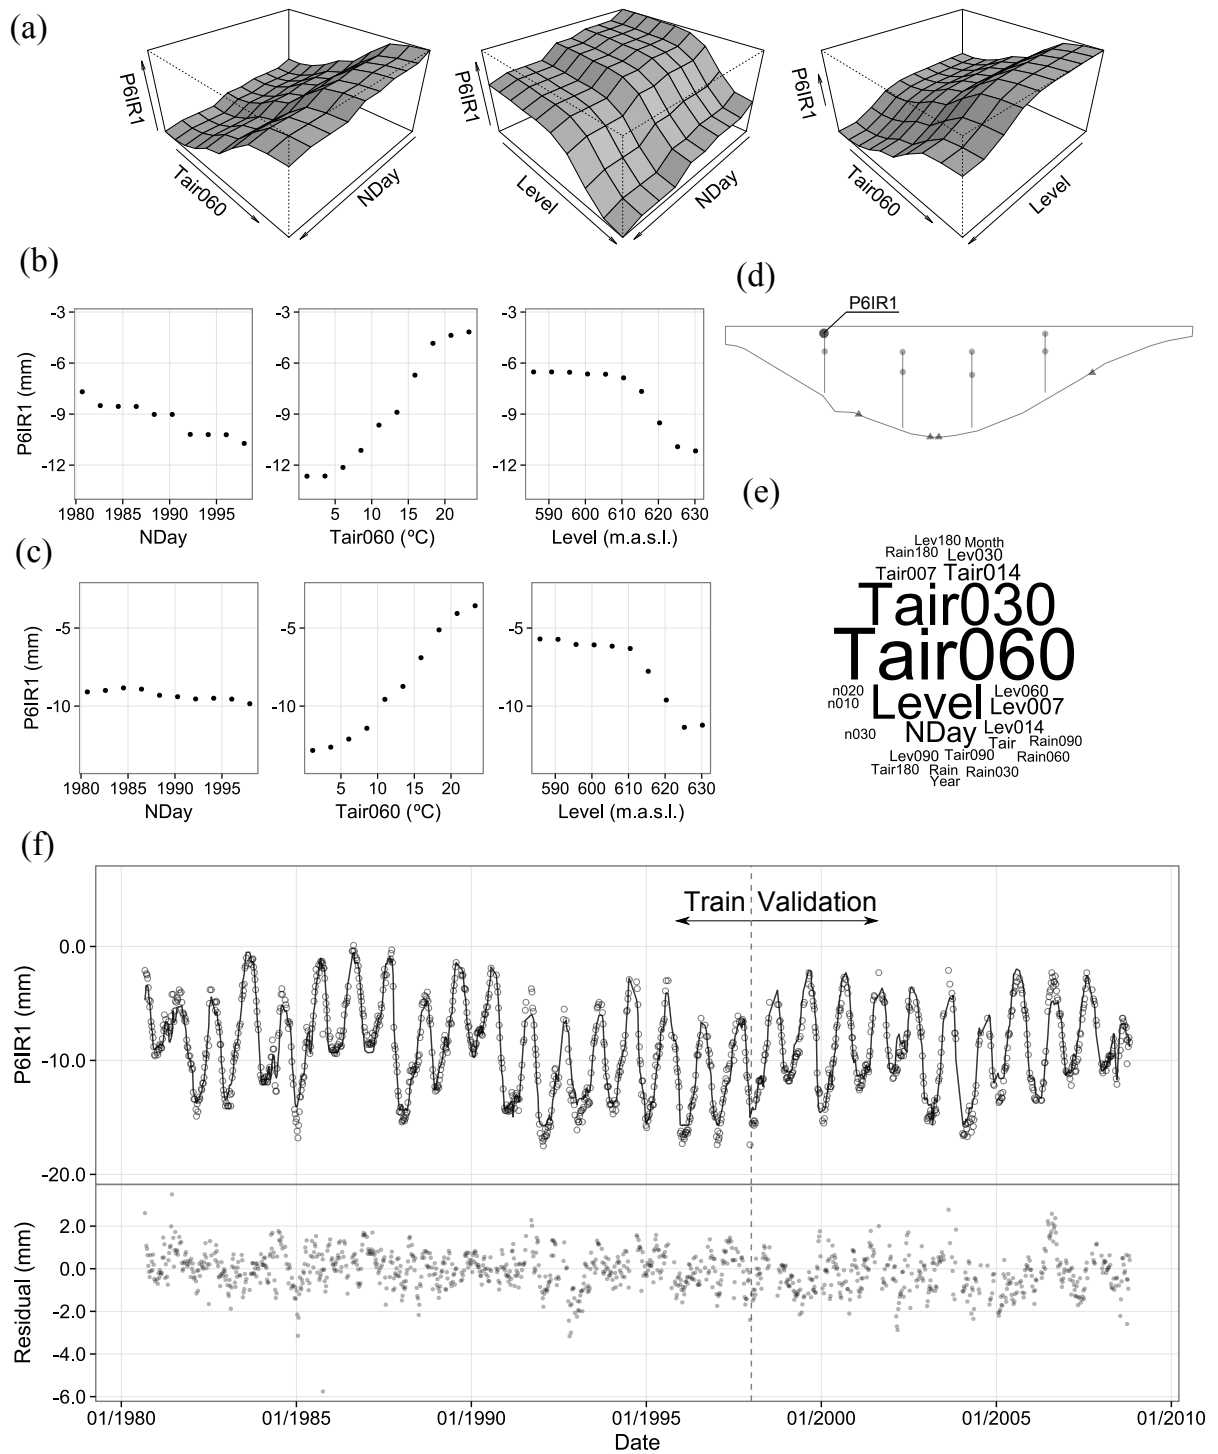 (a)
P6IR1
Tair060
NDay
P6IR1
Level
NDay
P6IR1
Tair060
Level
(b)
P6IR1 (mm)
-3
-6
-9
-12
1980 1985 1990 1995
NDay
-3
-6
-9
-12
5 10 15 20
Tair060 (ºC)
-3
-6
-9
-12
590 600 610 620 630
Level (m.a.s.l.)
(c)
P6IR1 (mm)
-5
-10
1980 1985 1990 1995
NDay
-5
-10
5 10 15 20
Tair060 (ºC)
-5
-10
590 600 610 620 630
Level (m.a.s.l.)
(d)
P6IR1
(e)
Lev180 Month
Rain180 Lev030
Tair007 Tair014
Tair030
Tair060
n020 Lev060
n010 Level Lev007
n030 NDay Lev014
Tair Rain090
Lev090 Tair090 Rain060
Tair180 Rain Rain030
Year
(f)
Train Validation
P6IR1 (mm)
0.0
-10.0
-20.0
Residual (mm)
2.0
0.0
-2.0
-4.0
-6.0
01/1980 01/1985 01/1990 01/1995 01/2000 01/2005 01/2010
Date